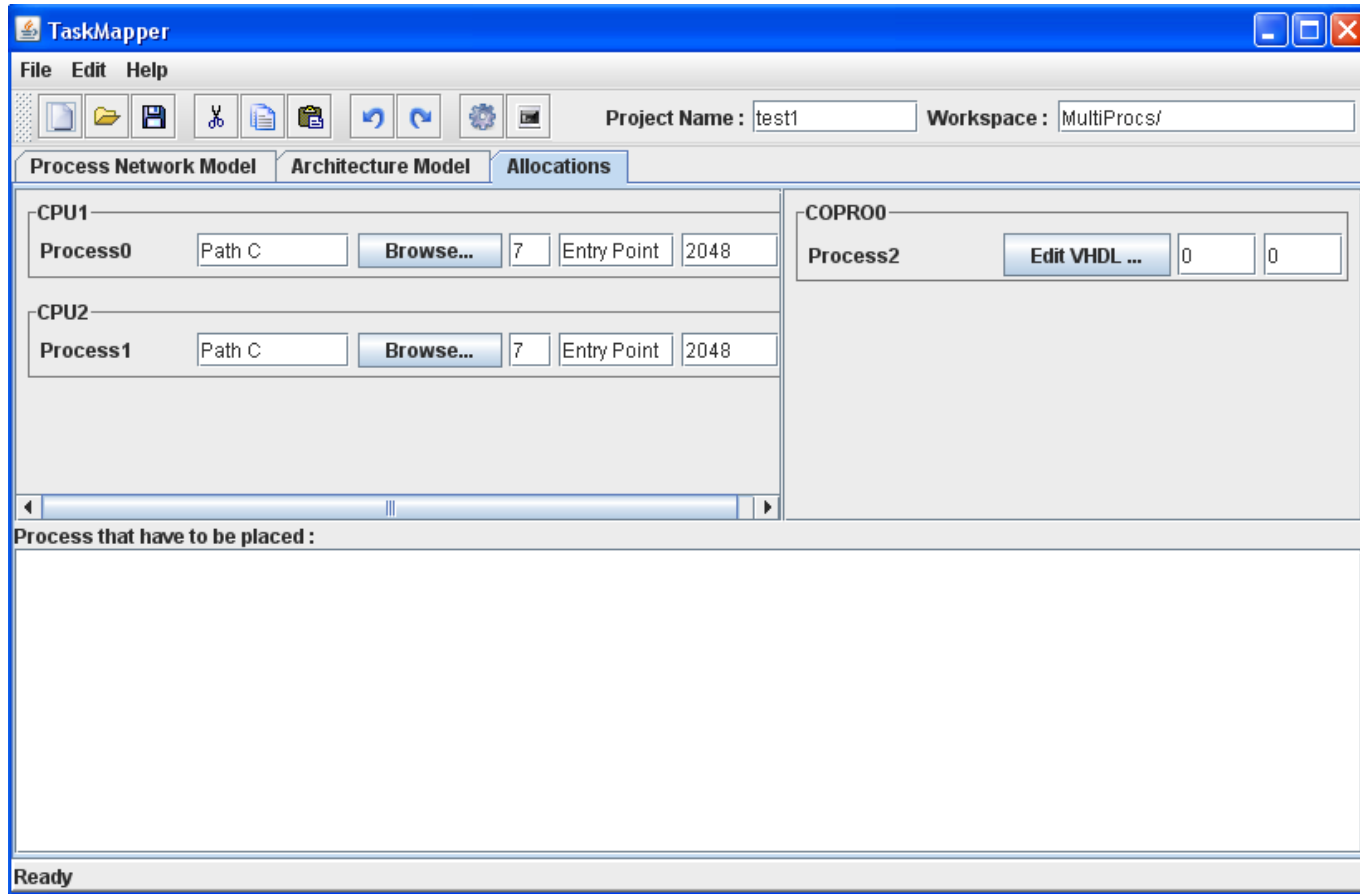 TaskMapper
File Edit Help
Project Name : test1 Workspace : MultiProcs/
Process Network Model Architecture Model Allocations
CPU1
Process0 Path C Browse... 7 Entry Point 2048
CPU2
Process1 Path C Browse... 7 Entry Point 2048
COPRO0
Process2 Edit VHDL ... 0 0
Process that have to be placed :
Ready